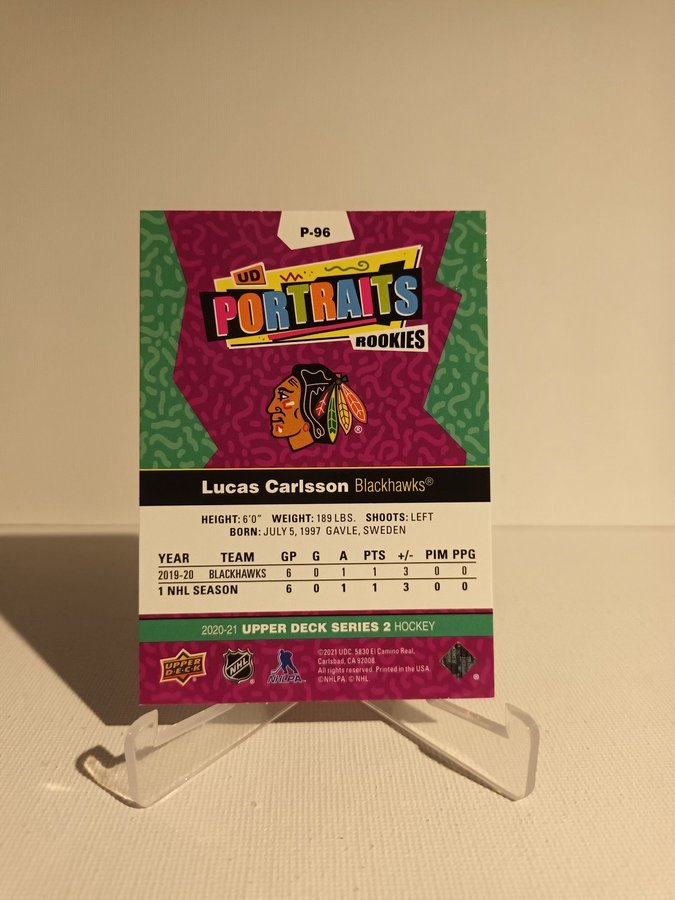 P-96
UD
PORTRAITS
ROOKIES
®
Lucas Carlsson Blackhawks®
HEIGHT: 6'0" WEIGHT: 189 LBS. SHOOTS: LEFT
BORN: JULY 5, 1997 GAVLE, SWEDEN
YEAR TEAM GP G A PTS +/- PIM PPG
2019-20 BLACKHAWKS 6 0 1 1 3 0 0
1 NHL SEASON 6 0 1 1 3 0 0
2020-21 UPPER DECK SERIES 2 HOCKEY
UPPER DECK
NHL ®
NHLPA
©2021 UDC. 5830 El Camino Real,
Carlsbad, CA 92008.
All rights reserved. Printed in the USA.
©NHLPA. © NHL
®